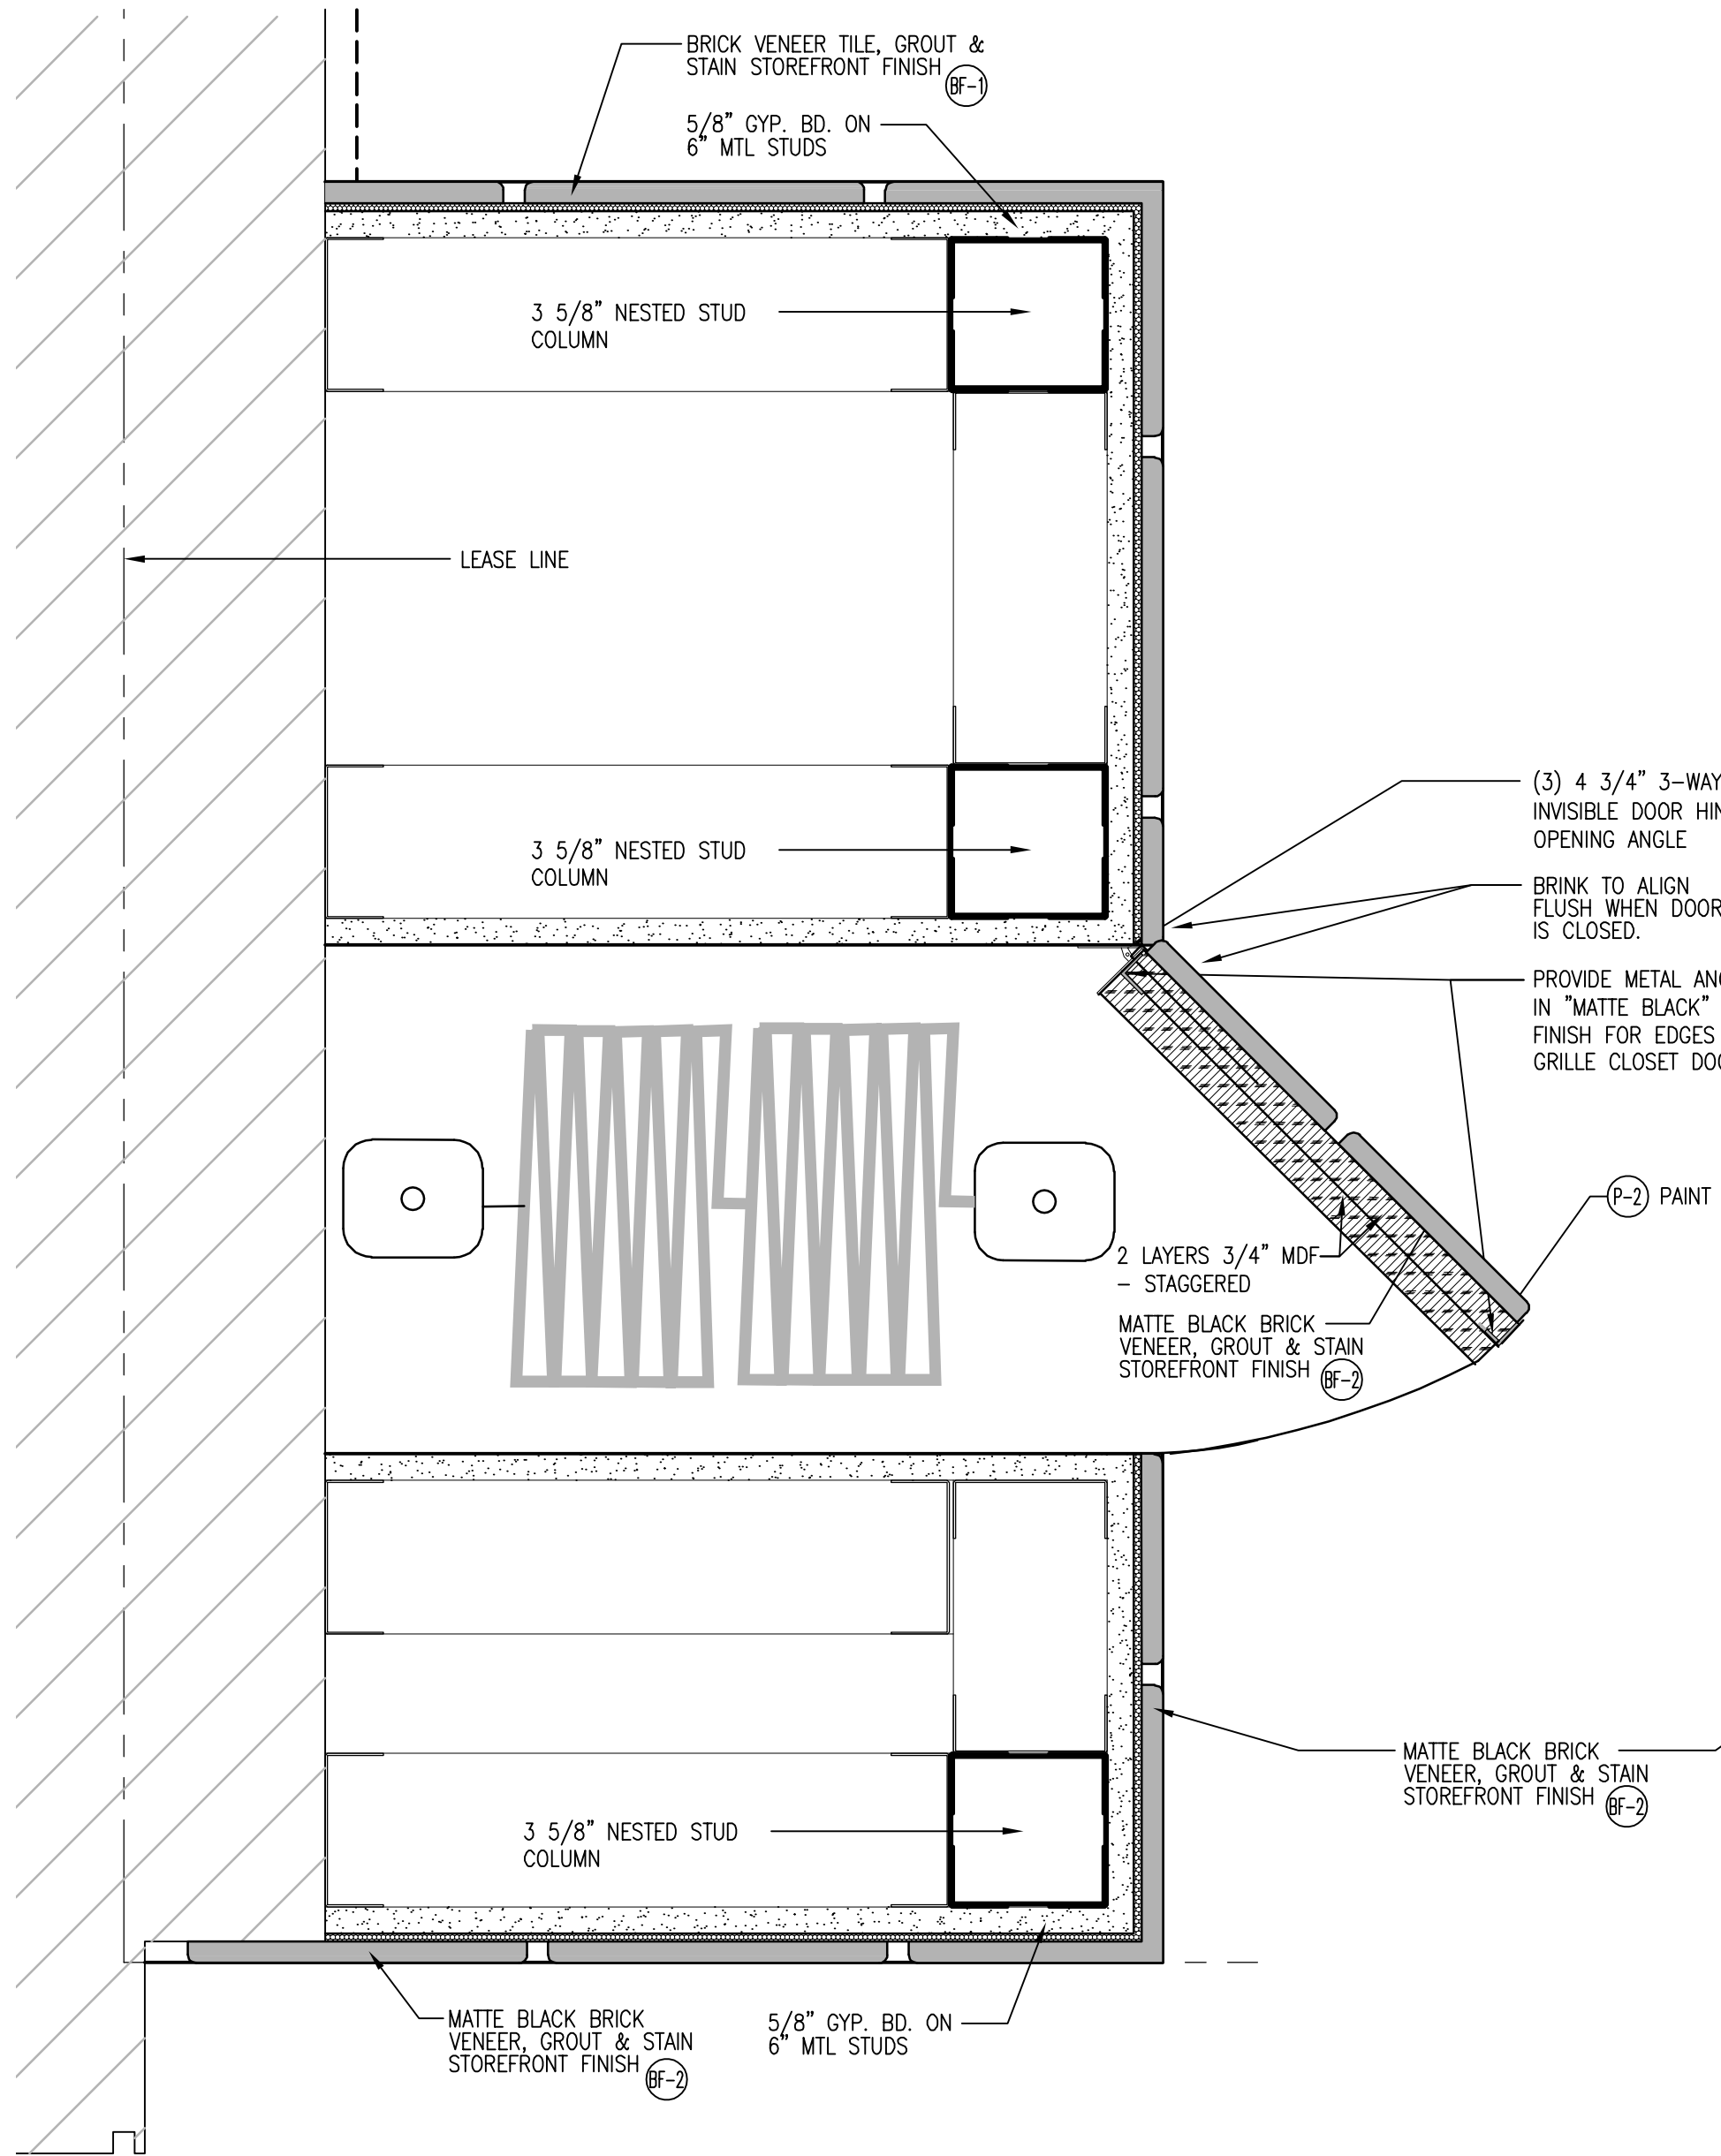 BRICK VENEER TILE, GROUT &
STAIN STOREFRONT FINISH
BF-1
5/8" GYP. BD. ON
6" MTL STUDS
3 5/8" NESTED STUD
COLUMN
LEASE LINE
3 5/8" NESTED STUD
COLUMN
(3) 4 3/4" 3-WAY
INVISIBLE DOOR
OPENING ANGLE
BRINK TO ALIGN
FLUSH WHEN DOOR
IS CLOSED.
PROVIDE METAL
IN "MATTE BLACK"
FINISH FOR EDGES
GRILLE CLOSET
P-2 PAINT
2 LAYERS 3/4" MDF
- STAGGERED
MATTE BLACK BRICK
VENEER, GROUT & STAIN
STOREFRONT FINISH
BF-2
MATTE BLACK BRICK
VENEER, GROUT & STAIN
STOREFRONT FINISH
BF-2
3 5/8" NESTED STUD
COLUMN
MATTE BLACK BRICK
VENEER, GROUT & STAIN
STOREFRONT FINISH
BF-2
5/8" GYP. BD. ON
6" MTL STUDS